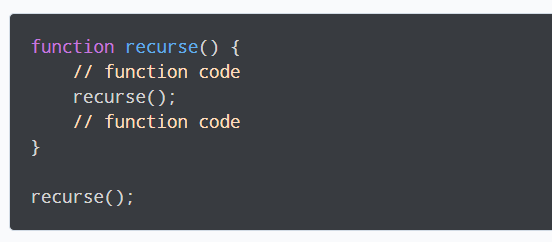 function recurse() {
    // function code
    recurse();
    // function code
}

recurse();